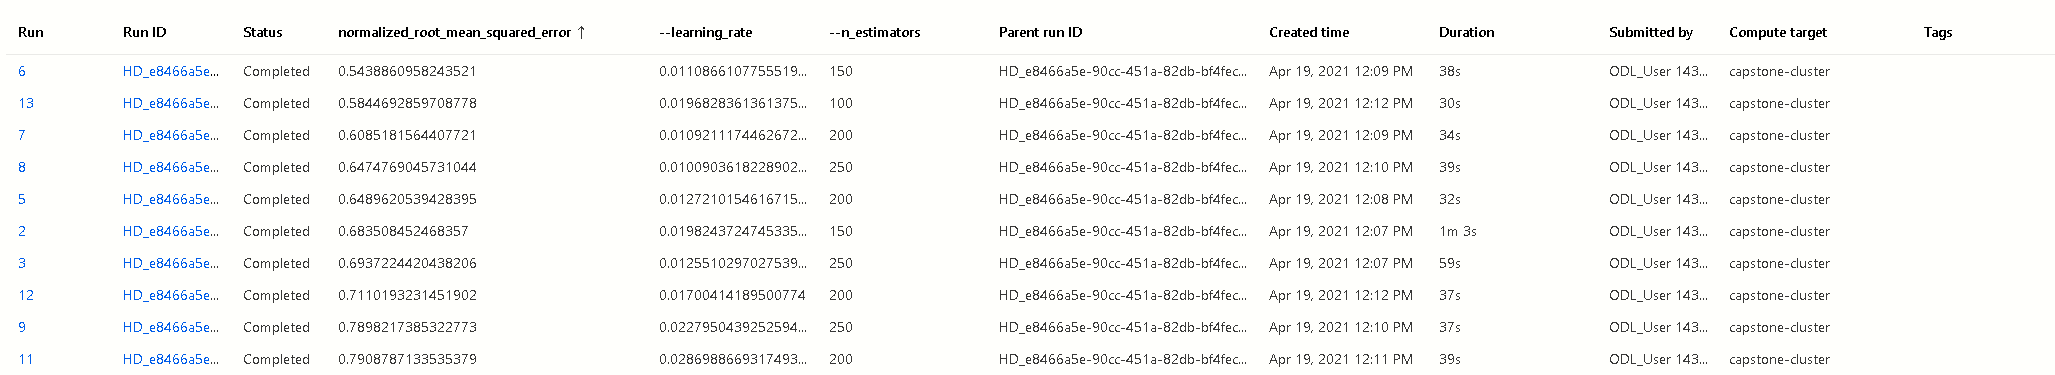 Run Run ID Status normalized_root_mean_squared_error ↑ --learning_rate --n_estimators Parent run ID Created time Duration Submitted by Compute target Tags
6 HD_e8466a5e... Completed 0.5438860958243521 0.0110866107755519... 150 HD_e8466a5e-90cc-451a-82db-bf4fec... Apr 19, 2021 12:09 PM 38s ODL_User 143... capstone-cluster
13 HD_e8466a5e... Completed 0.5844692859708778 0.0196828361361375... 100 HD_e8466a5e-90cc-451a-82db-bf4fec... Apr 19, 2021 12:12 PM 30s ODL_User 143... capstone-cluster
7 HD_e8466a5e... Completed 0.6085181564407721 0.0109211174462672... 200 HD_e8466a5e-90cc-451a-82db-bf4fec... Apr 19, 2021 12:09 PM 34s ODL_User 143... capstone-cluster
8 HD_e8466a5e... Completed 0.6474769045731044 0.0100903618228902... 250 HD_e8466a5e-90cc-451a-82db-bf4fec... Apr 19, 2021 12:10 PM 39s ODL_User 143... capstone-cluster
5 HD_e8466a5e... Completed 0.6489620539428395 0.0127210154616715... 200 HD_e8466a5e-90cc-451a-82db-bf4fec... Apr 19, 2021 12:08 PM 32s ODL_User 143... capstone-cluster
2 HD_e8466a5e... Completed 0.683508452468357 0.0198243724745335... 150 HD_e8466a5e-90cc-451a-82db-bf4fec... Apr 19, 2021 12:07 PM 1m 3s ODL_User 143... capstone-cluster
3 HD_e8466a5e... Completed 0.6937224420438206 0.0125510297027539... 250 HD_e8466a5e-90cc-451a-82db-bf4fec... Apr 19, 2021 12:07 PM 59s ODL_User 143... capstone-cluster
12 HD_e8466a5e... Completed 0.7110193231451902 0.01700414189500774 200 HD_e8466a5e-90cc-451a-82db-bf4fec... Apr 19, 2021 12:12 PM 37s ODL_User 143... capstone-cluster
9 HD_e8466a5e... Completed 0.7898217385322773 0.0227950439252594... 250 HD_e8466a5e-90cc-451a-82db-bf4fec... Apr 19, 2021 12:10 PM 37s ODL_User 143... capstone-cluster
11 HD_e8466a5e... Completed 0.7908787133535379 0.0286988669317493... 200 HD_e8466a5e-90cc-451a-82db-bf4fec... Apr 19, 2021 12:11 PM 39s ODL_User 143... capstone-cluster